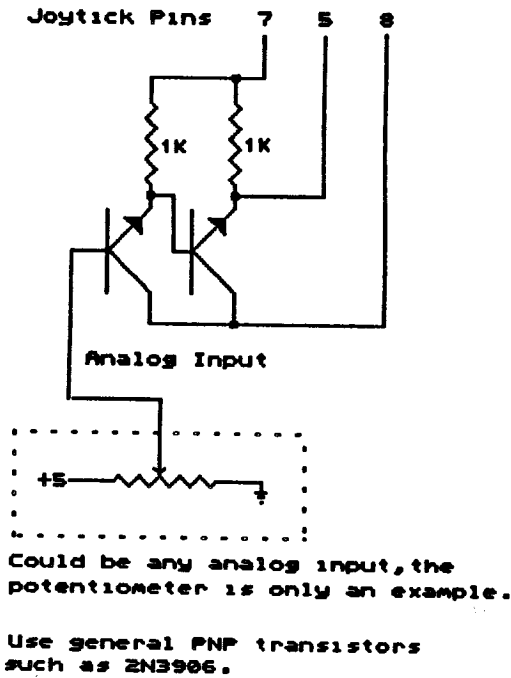 Joytick Pins 7 5 8
1K 1K
Analog Input
+5
Could be any analog input, the
potentiometer is only an example.
Use general PNP transistors
such as 2N3906.